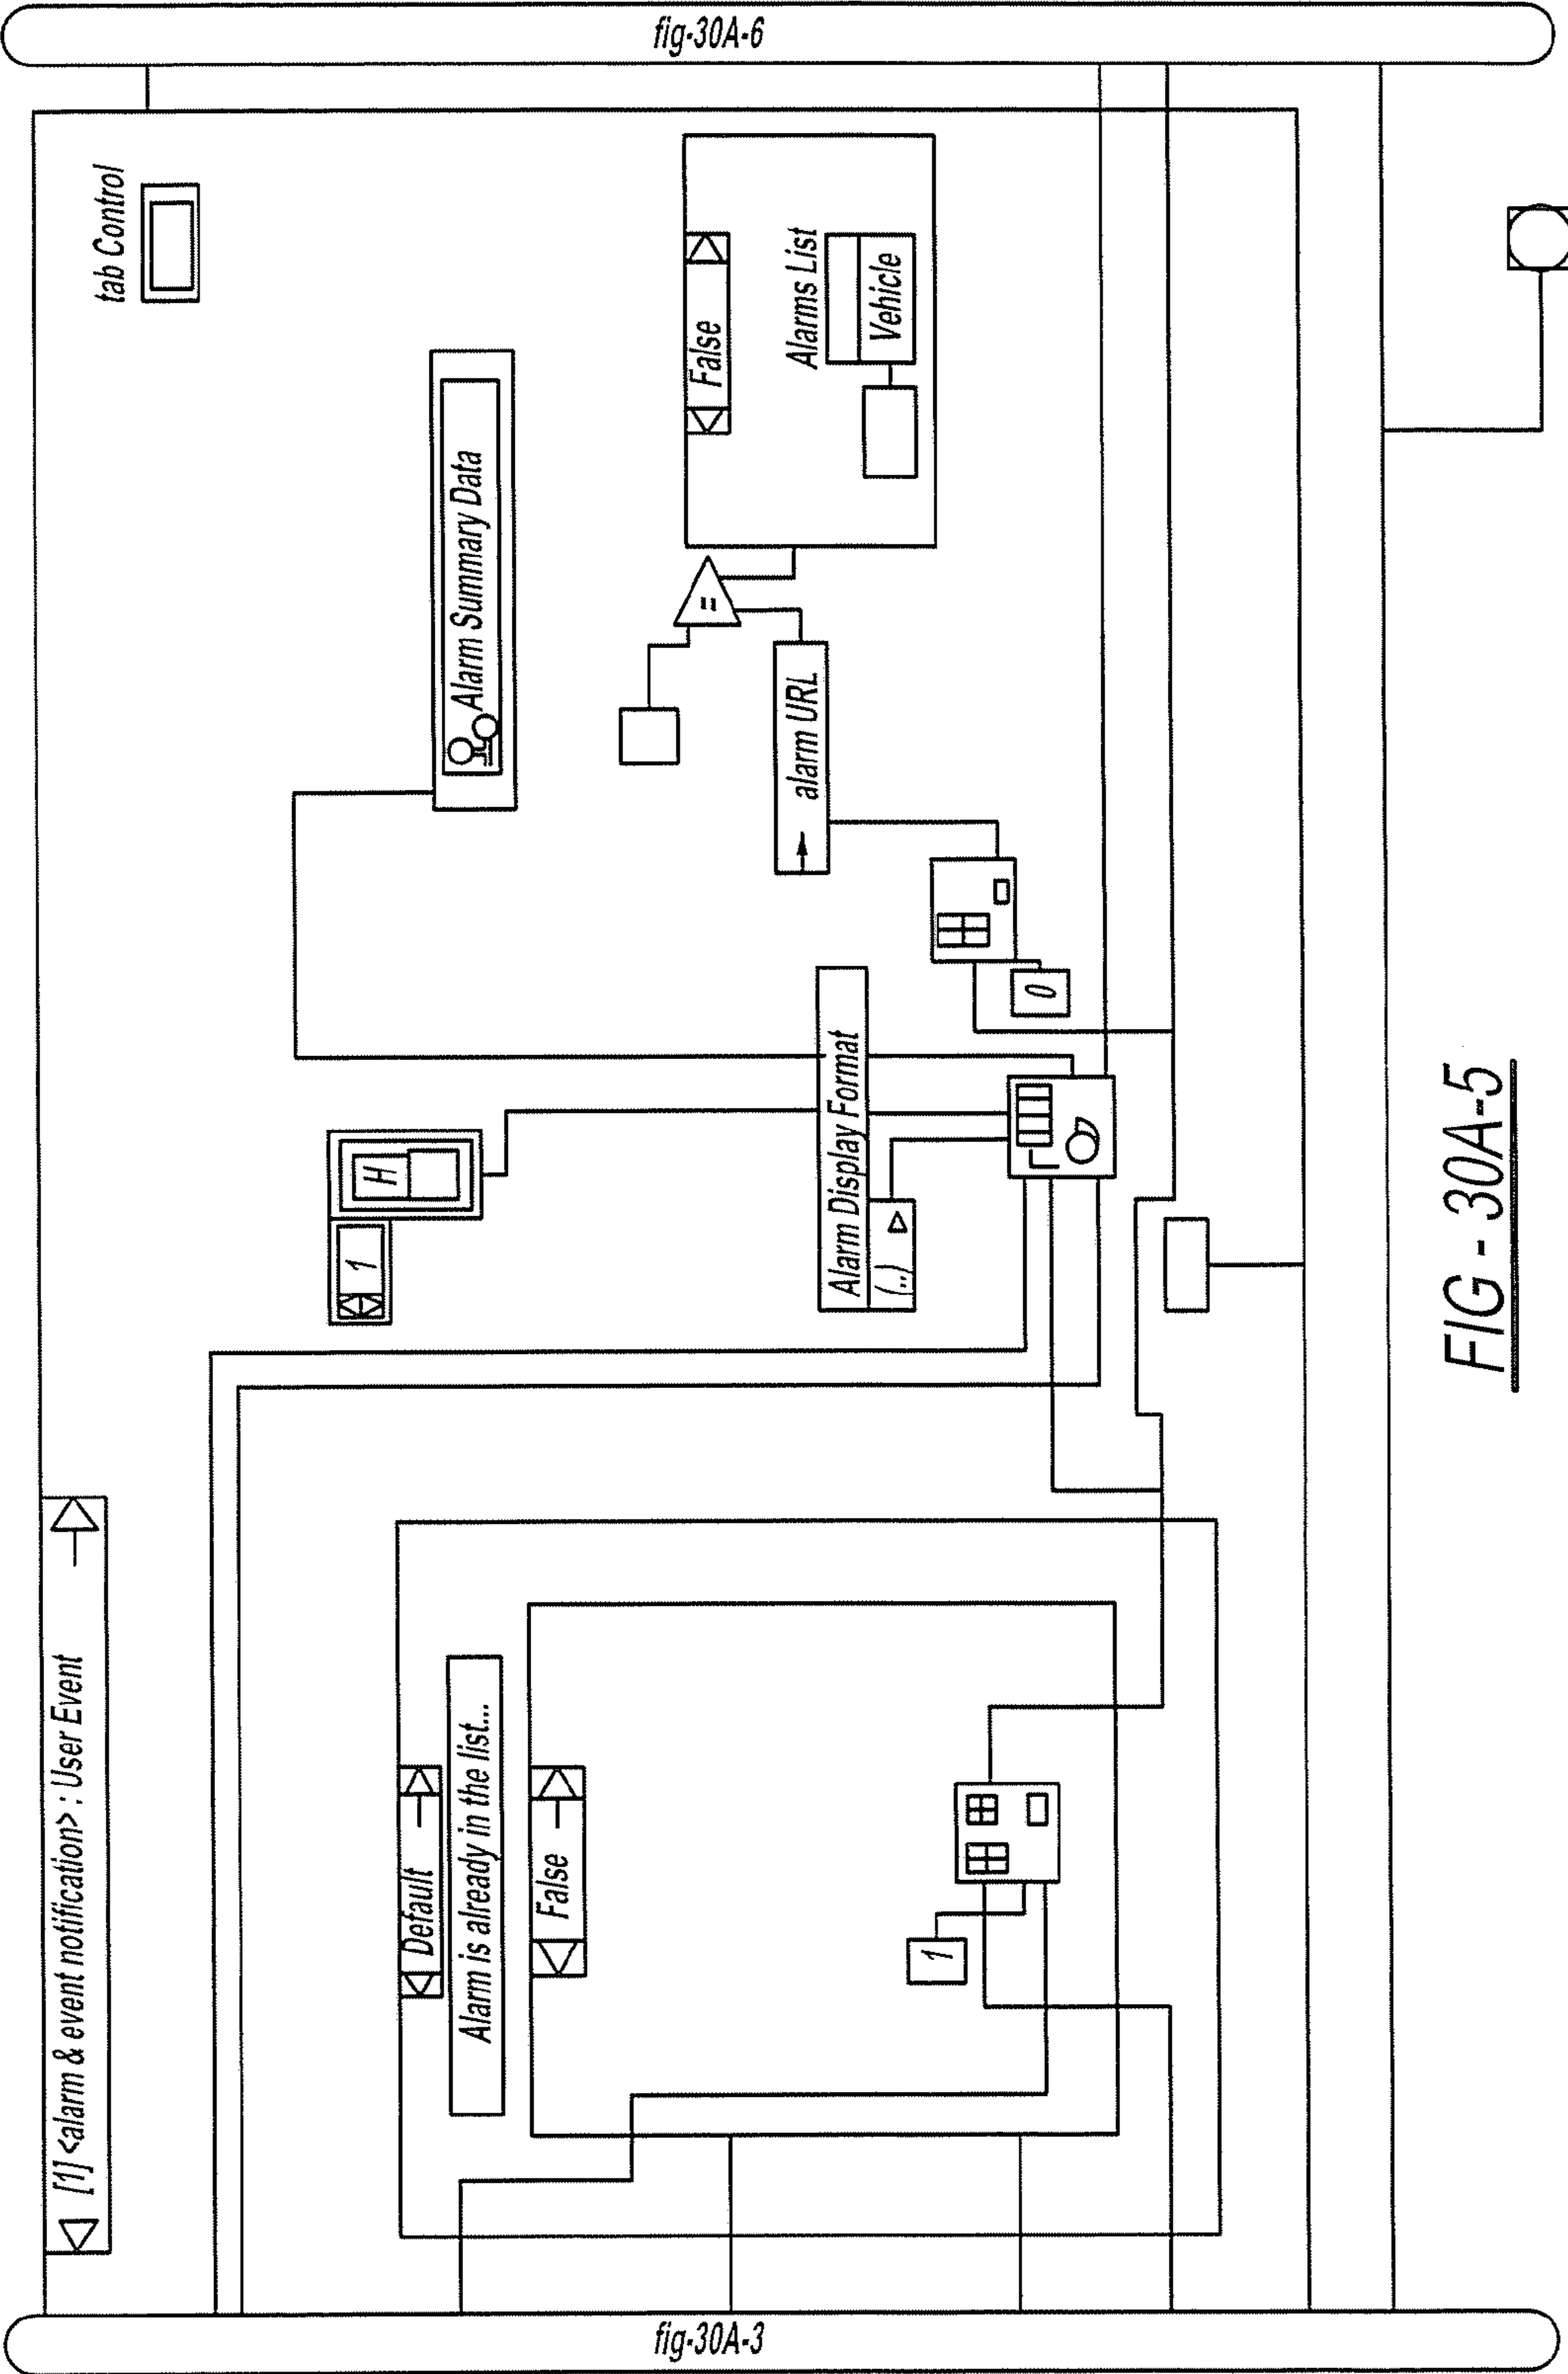 fig-30A-6
tab Control
[1] <alarm & event notification> : User Event
Alarm Summary Data
False
Alarms List
Vehicle
=
alarm URL
0
H
1
Alarm Display Format
(..)
Default
Alarm is already in the list...
False
1
fig-30A-3
FIG - 30A-5